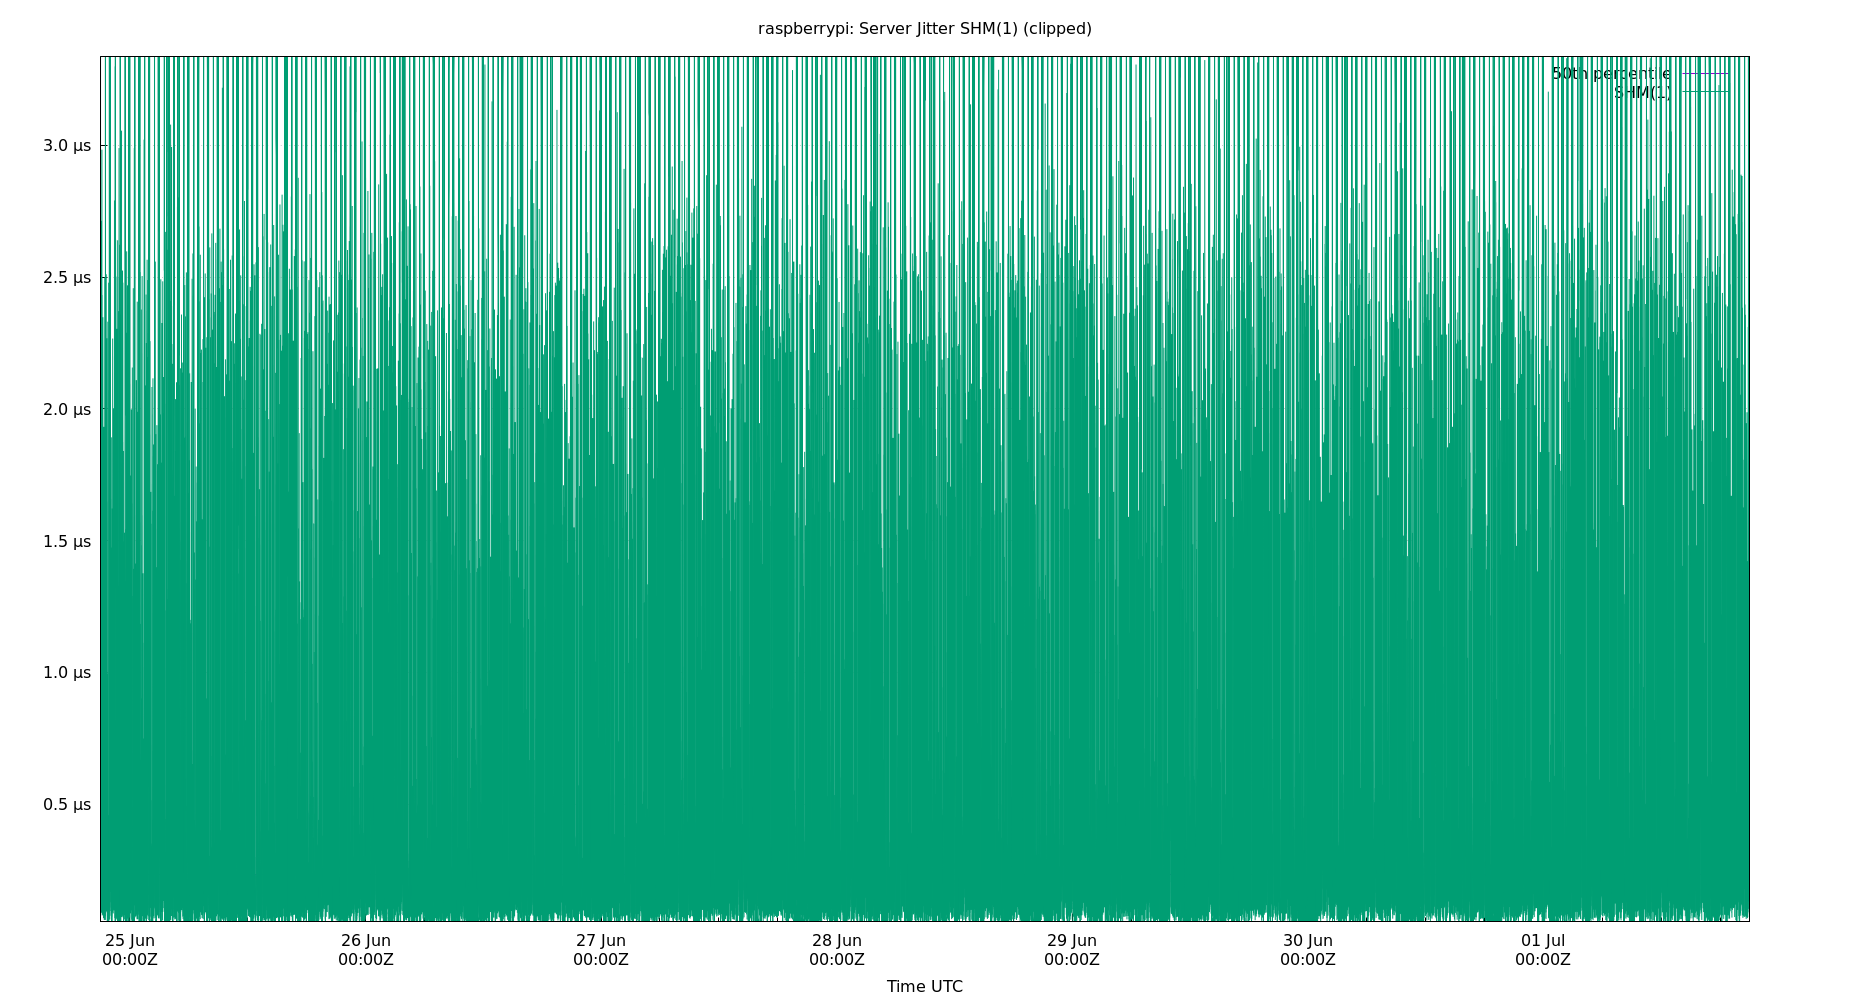 raspberrypi: Server Jitter SHM(1) (clipped)
50th percentile
SHM(1)
3.0 µs
2.5 µs
2.0 µs
1.5 µs
1.0 µs
0.5 µs
25 Jun 26 Jun 27 Jun 28 Jun 29 Jun 30 Jun 01 Jul
00:00Z 00:00Z 00:00Z 00:00Z 00:00Z 00:00Z 00:00Z
Time UTC